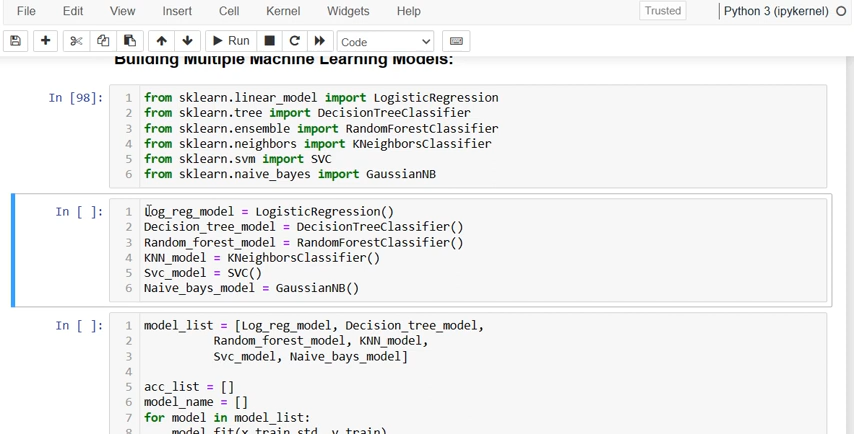 File Edit View Insert Cell Kernel Widgets Help Trusted Python 3 (ipykernel)
Run Code
Building Multiple Machine Learning Models:
In [98]:
1 from sklearn.linear_model import LogisticRegression
2 from sklearn.tree import DecisionTreeClassifier
3 from sklearn.ensemble import RandomForestClassifier
4 from sklearn.neighbors import KNeighborsClassifier
5 from sklearn.svm import SVC
6 from sklearn.naive_bayes import GaussianNB
In [ ]:
1 Log_reg_model = LogisticRegression()
2 Decision_tree_model = DecisionTreeClassifier()
3 Random_forest_model = RandomForestClassifier()
4 KNN_model = KNeighborsClassifier()
5 Svc_model = SVC()
6 Naive_bays_model = GaussianNB()
In [ ]:
1 model_list = [Log_reg_model, Decision_tree_model,
2 Random_forest_model, KNN_model,
3 Svc_model, Naive_bays_model]
4
5 acc_list = []
6 model_name = []
7 for model in model_list:
8 model.fit(x_train_std, y_train)